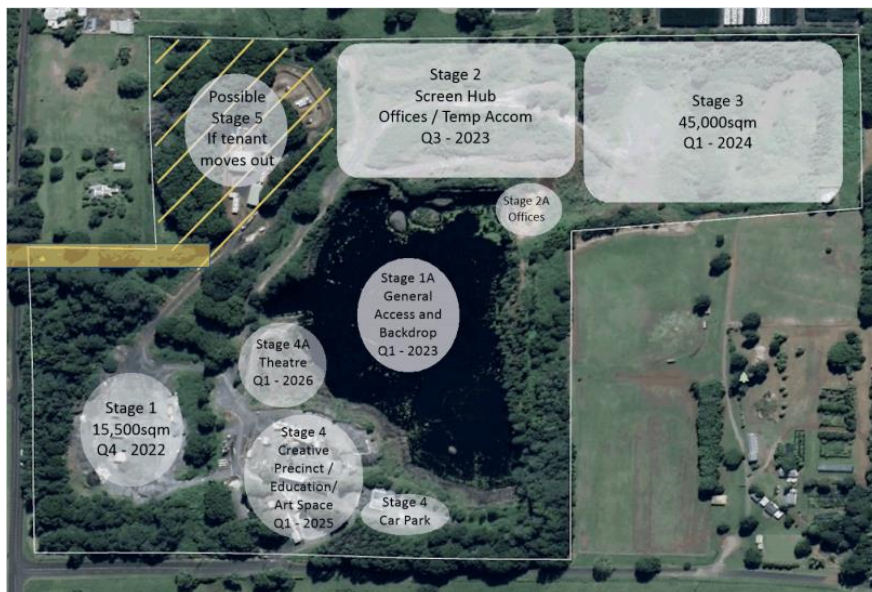 Possible
Stage 5
If tenant
moves out
Stage 2
Screen Hub
Offices / Temp Accom
Q3 - 2023
Stage 3
45,000sqm
Q1 - 2024
Stage 2A
Offices
Stage 1A
General
Access and
Backdrop
Q1 - 2023
Stage 4A
Theatre
Q1 - 2026
Stage 1
15,500sqm
Q4 - 2022
Stage 4
Creative
Precinct /
Education/
Art Space
Q1 - 2025
Stage 4
Car Park